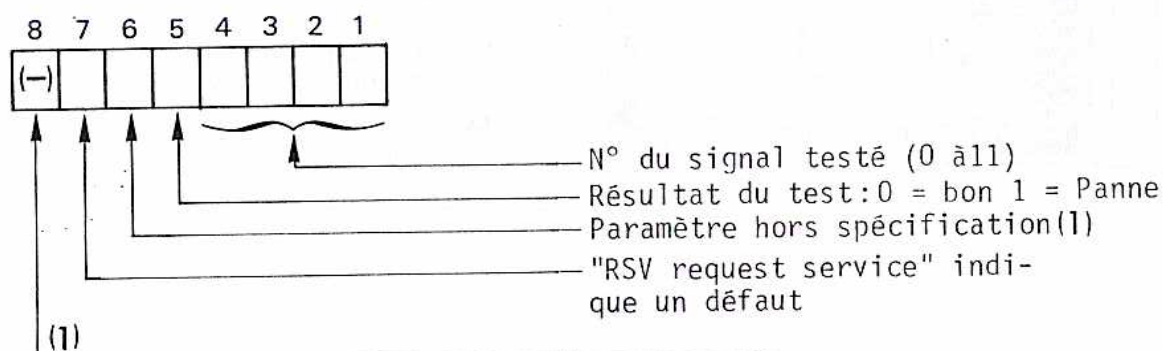 8 7 6 5 4 3 2 1
(—)
N° du signal testé (0 à11)
Résultat du test:0 = bon 1 = Panne
Paramètre hors spécification(1)
"RSV request service" indi-
que un défaut
(1)